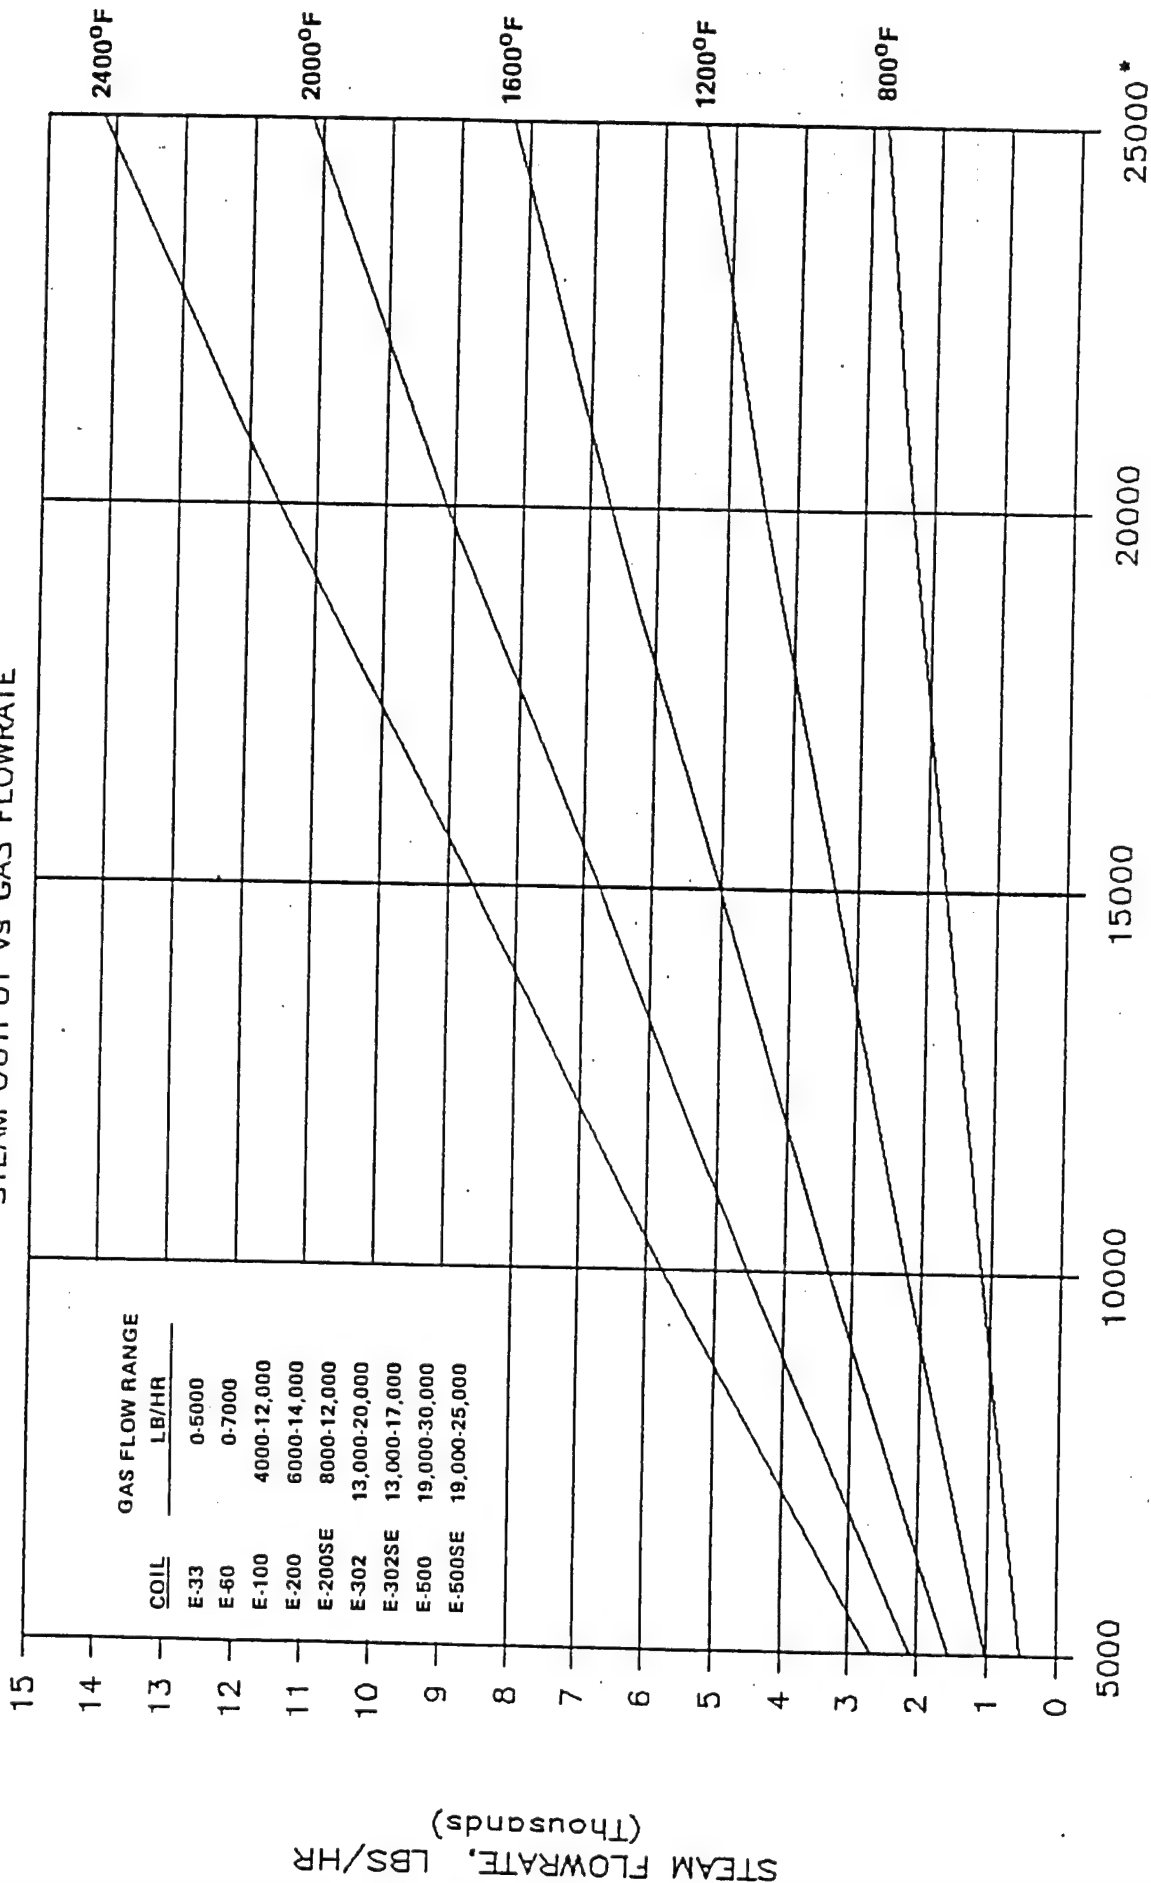 STEAM OUTPUT vs GAS FLOWRATE
STEAM FLOWRATE, LBS/HR
(Thousands)
15
14
13
12
11
10
9
8
7
6
5
4
3
2
1
0
GAS FLOW RANGE
COIL LB/HR
E-33 0-5000
E-60 0-7000
E-100 4000-12,000
E-200 6000-14,000
E-200SE 8000-12,000
E-302 13,000-20,000
E-302SE 13,000-17,000
E-500 19,000-30,000
E-500SE 19,000-25,000
2400°F
2000°F
1600°F
1200°F
800°F
5000 10000 15000 20000 25000*